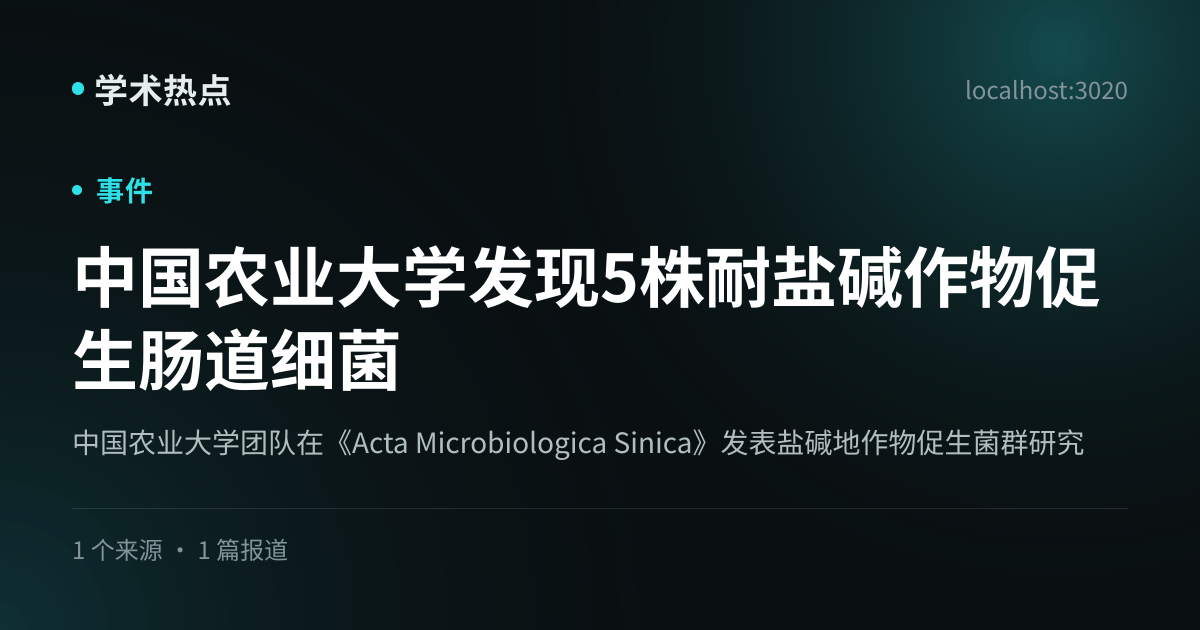 学术热点
localhost:3020
事件
中国农业大学发现5株耐盐碱作物促
生肠道细菌
中国农业大学团队在《Acta Microbiologica Sinica》发表盐碱地作物促生菌群研究
1 个来源 · 1 篇报道